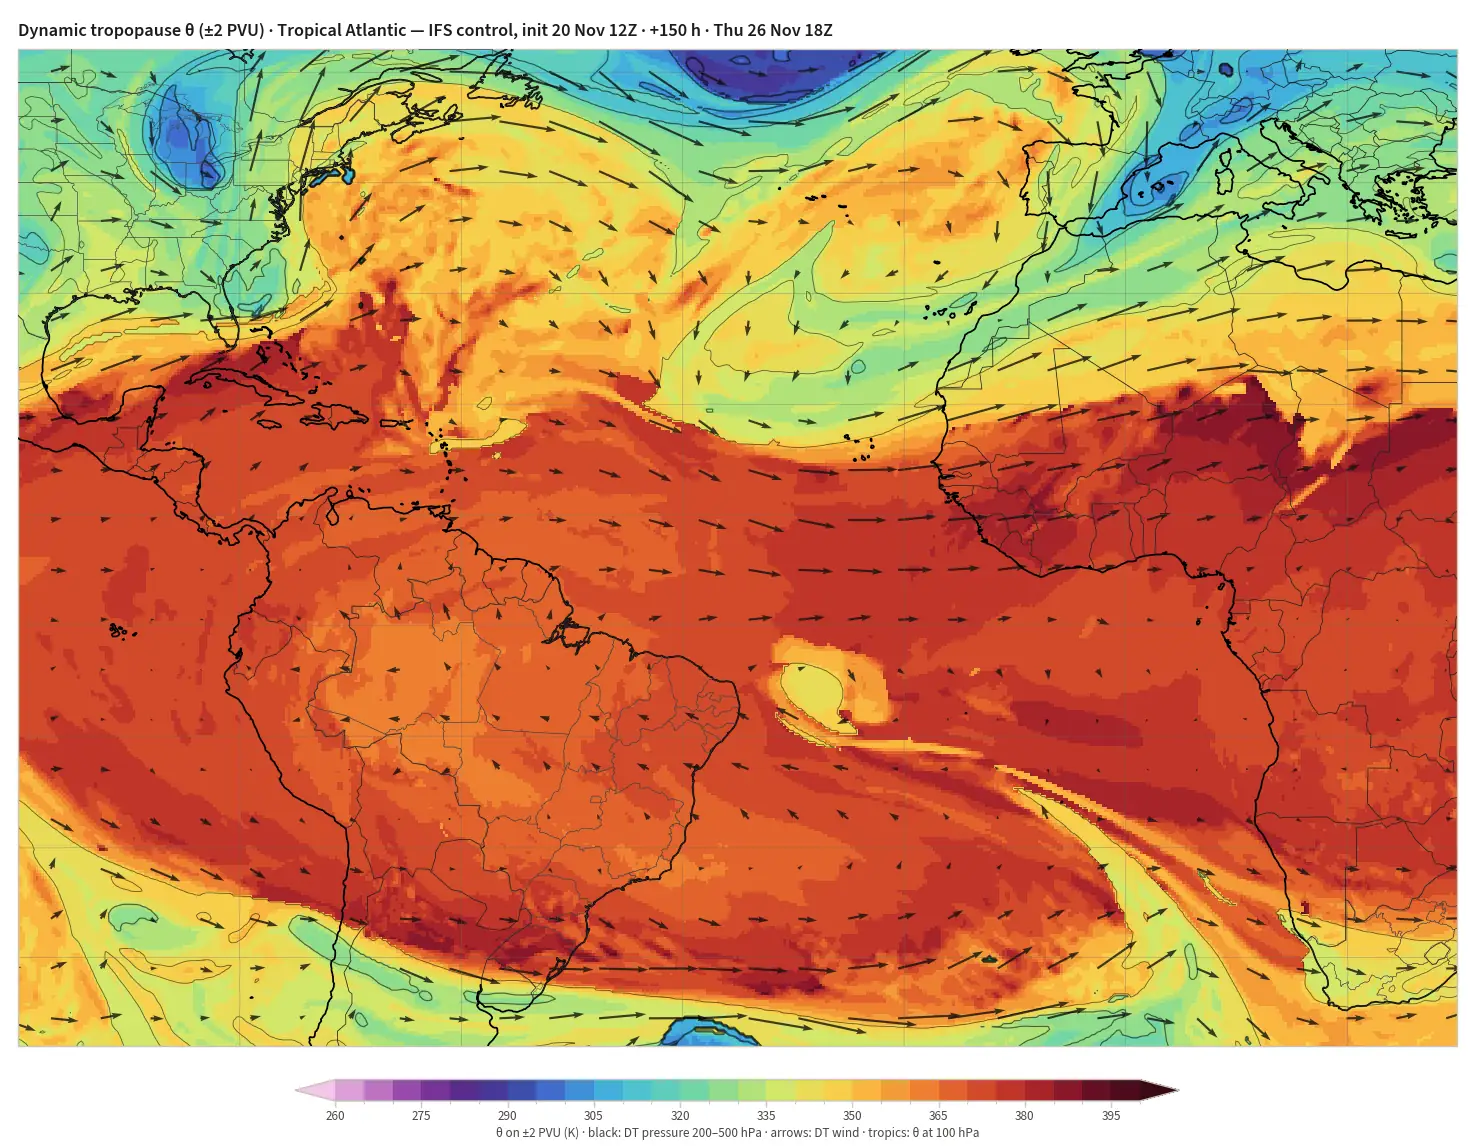 Dynamic tropopause θ (±2 PVU) · Tropical Atlantic — IFS control, init 20 Nov 12Z · +150 h · Thu 26 Nov 18Z
260 275 290 305 320 335 350 365 380 395
θ on ±2 PVU (K) · black: DT pressure 200–500 hPa · arrows: DT wind · tropics: θ at 100 hPa